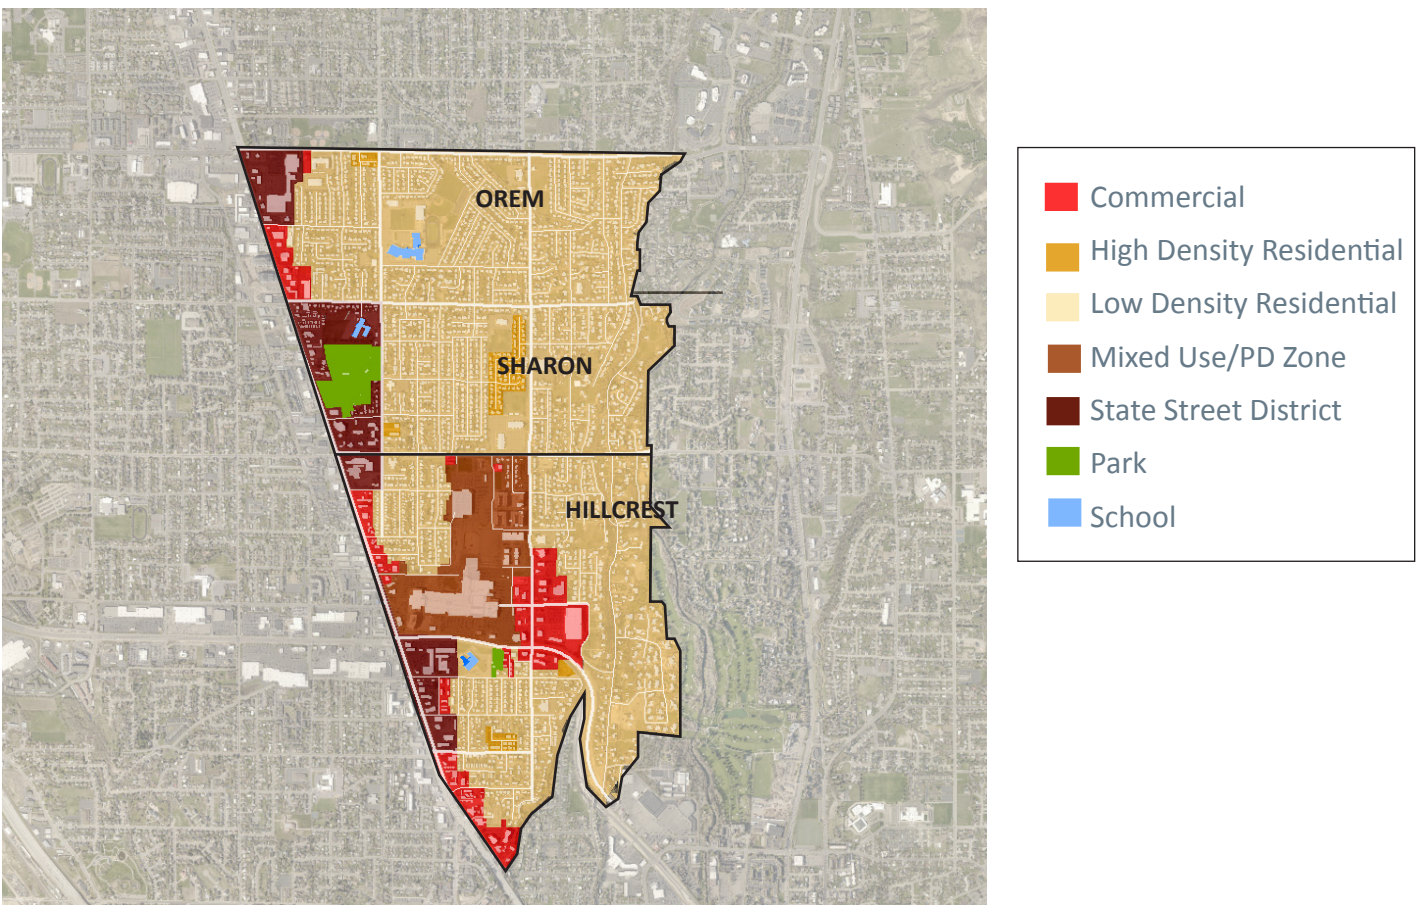 OREM
SHARON
HILLCREST
Commercial
High Density Residential
Low Density Residential
Mixed Use/PD Zone
State Street District
Park
School